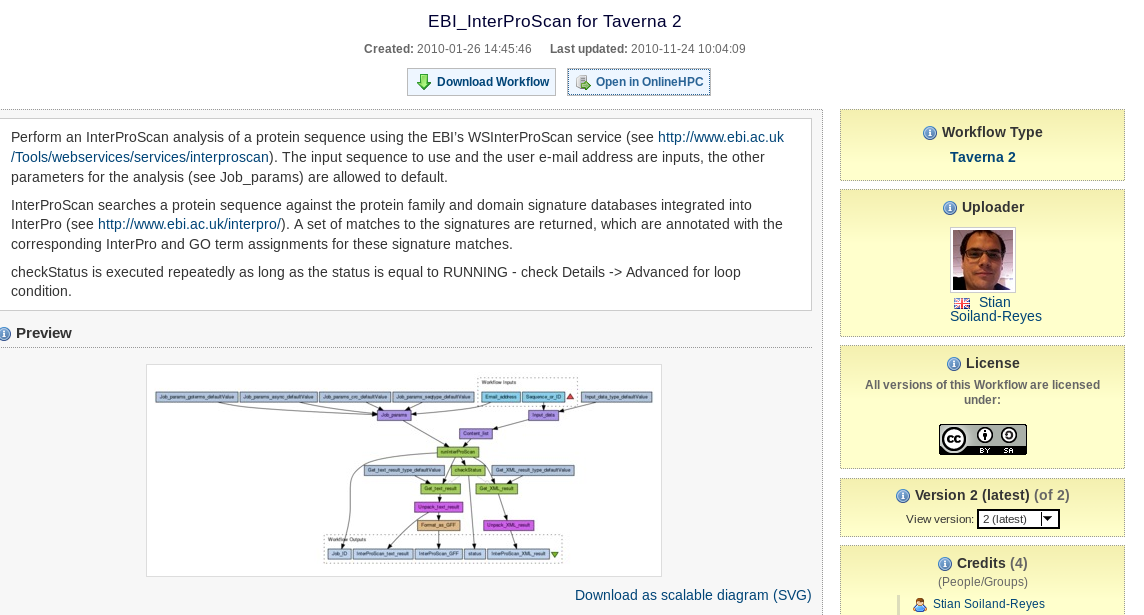 EBI_InterProScan for Taverna 2
Created: 2010-01-26 14:45:46 Last updated: 2010-11-24 10:04:09
Download Workflow Open in OnlineHPC
Perform an InterProScan analysis of a protein sequence using the EBI's WSInterProScan service (see http://www.ebi.ac.uk
/Tools/webservices/services/interproscan). The input sequence to use and the user e-mail address are inputs, the other
parameters for the analysis (see Job_params) are allowed to default.
InterProScan searches a protein sequence against the protein family and domain signature databases integrated into
InterPro (see http://www.ebi.ac.uk/interpro/). A set of matches to the signatures are returned, which are annotated with the
corresponding InterPro and GO term assignments for these signature matches.
checkStatus is executed repeatedly as long as the status is equal to RUNNING - check Details -> Advanced for loop
condition.
Preview
Workflow Inputs
Job_params_goterms_defaultValue Job_params_async_defaultValue Job_params_crc_defaultValue Job_params_seqtype_defaultValue Email_address Sequence_or_ID Input_data_type_defaultValue
Job_params Input_data
Content_list
runInterProScan
Get_text_result_type_defaultValue checkStatus Get_XML_result_type_defaultValue
Get_text_result Get_XML_result
Unpack_text_result
Format_as_GFF Unpack_XML_result
Workflow Outputs
Job_ID InterProScan_text_result InterProScan_GFF status InterProScan_XML_result
Download as scalable diagram (SVG)
Workflow Type
Taverna 2
Uploader
Stian
Soiland-Reyes
License
All versions of this Workflow are licensed
under:
cc BY SA
Version 2 (latest) (of 2)
View version: 2 (latest)
Credits (4)
(People/Groups)
Stian Soiland-Reyes